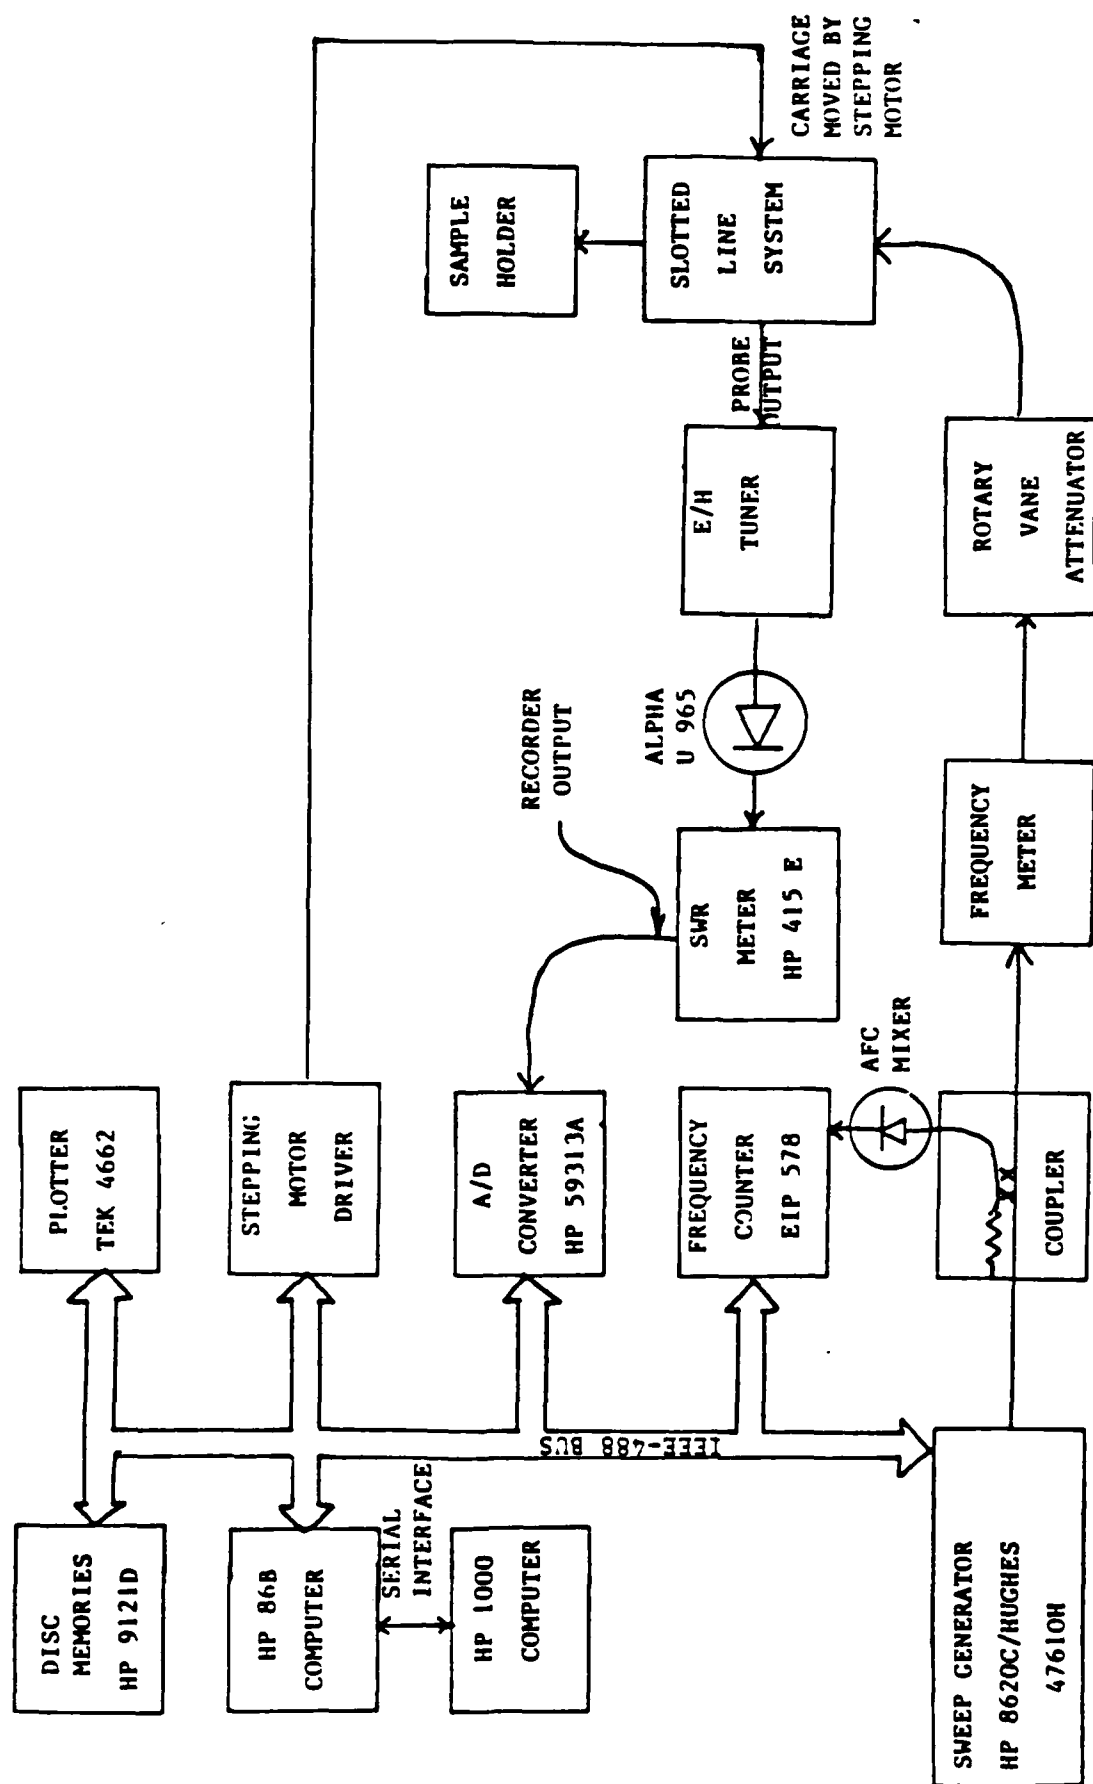 DISC
MEMORIES
HP 9121D
PLOTTER
TEK 4662
HP 86B
COMPUTER
STEPPING
MOTOR
DRIVER
SERIAL
INTERFACE
HP 1000
COMPUTER
IEEE-488 BUS
A/D
CONVERTER
HP 59313A
RECORDER
OUTPUT
SAMPLE
HOLDER
FREQUENCY
COUNTER
EIP 578
SWR
METER
HP 415 E
ALPHA
U 965
E/H
TUNER
PROBE
OUTPUT
SLOTTED
LINE
SYSTEM
CARRIAGE
MOVED BY
STEPPING
MOTOR
AFC
MIXER
SWEEP GENERATOR
HP 8620C/HUGHES
47610H
COUPLER
FREQUENCY
METER
ROTARY
VANE
ATTENUATOR